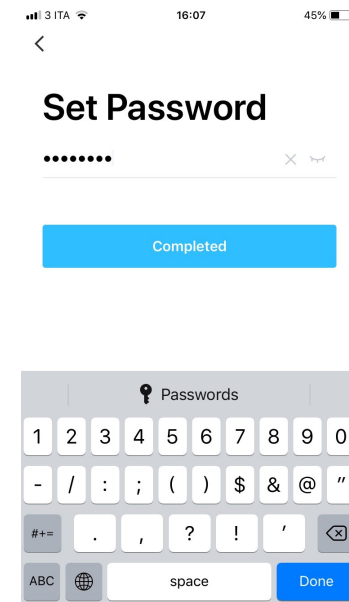 3 ITA 16:07 45%
Set Password
••••••••
Completed
Passwords
1 2 3 4 5 6 7 8 9 0
- / : ; ( ) $ & @ "
#+= . , ? ! '
ABC space Done